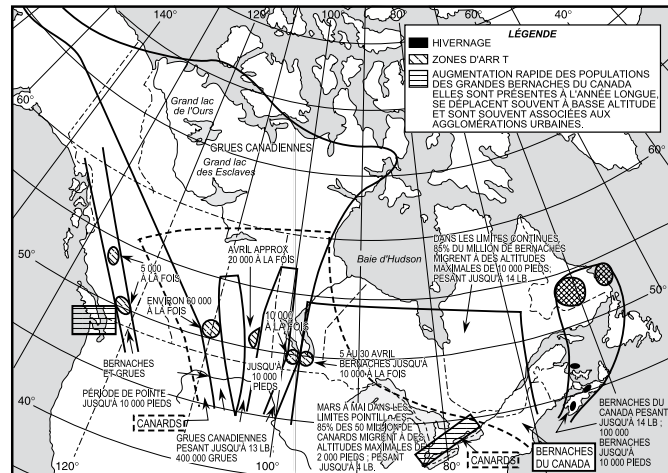 140°
120°
100°
80°
60°
40°
LÉGENDE
HIVERNAGE
ZONES D'ARR T
AUGMENTATION RAPIDE DES POPULATIONS
DES GRANDES BERNACHES DU CANADA
ELLES SONT PRÉSENTES À L'ANNÉE LONGUE,
SE DÉPLACENT SOUVENT À BASSE ALTITUDE
ET SONT SOUVENT ASSOCIÉES AUX
AGGLOMÉRATIONS URBAINES.
60°
60°
Grand lac
de l'Ours
GRUES CANADIENNES
Grand lac
des Esclaves
50°
50°
Baie d'Hudson
AVRIL APPROX
20 000 À LA FOIS
DANS LES LIMITES CONTINUES,
85% DU MILLION DE BERNACHES
MIGRENT À DES ALTITUDES
MAXIMALES DE 10 000 PIEDS;
PESANT JUSQU'À 14 LB.
5 000
À LA FOIS
ENVIRON 60 000
À LA FOIS
10 000
À LA FOIS
BERNACHES
ET GRUES
JUSQU'À
10 000
PIEDS
5 AU 30 AVRIL
BERNACHES JUSQU'À
10 000 À LA FOIS
PÉRIODE DE POINTE
JUSQU'À 10 000 PIEDS
40°
40°
CANARDS
GRUES CANADIENNES
PESANT JUSQU'À 13 LB ;
400 000 GRUES
MARS À MAI DANS LES
LIMITES POINTILLÉES,
85% DES 50 MILLION DE
CANARDS MIGRENT À DES
ALTITUDES MAXIMALES DE
2 000 PIEDS ; PESANT
JUSQU'À 4 LB.
CANARDS
BERNACHES
DU CANADA
BERNACHES DU
CANADA PESANT
JUSQU'À 14 LB ;
100 000
BERNACHES
JUSQU'À
10 000 PIEDS
120°
100°
80°
60°